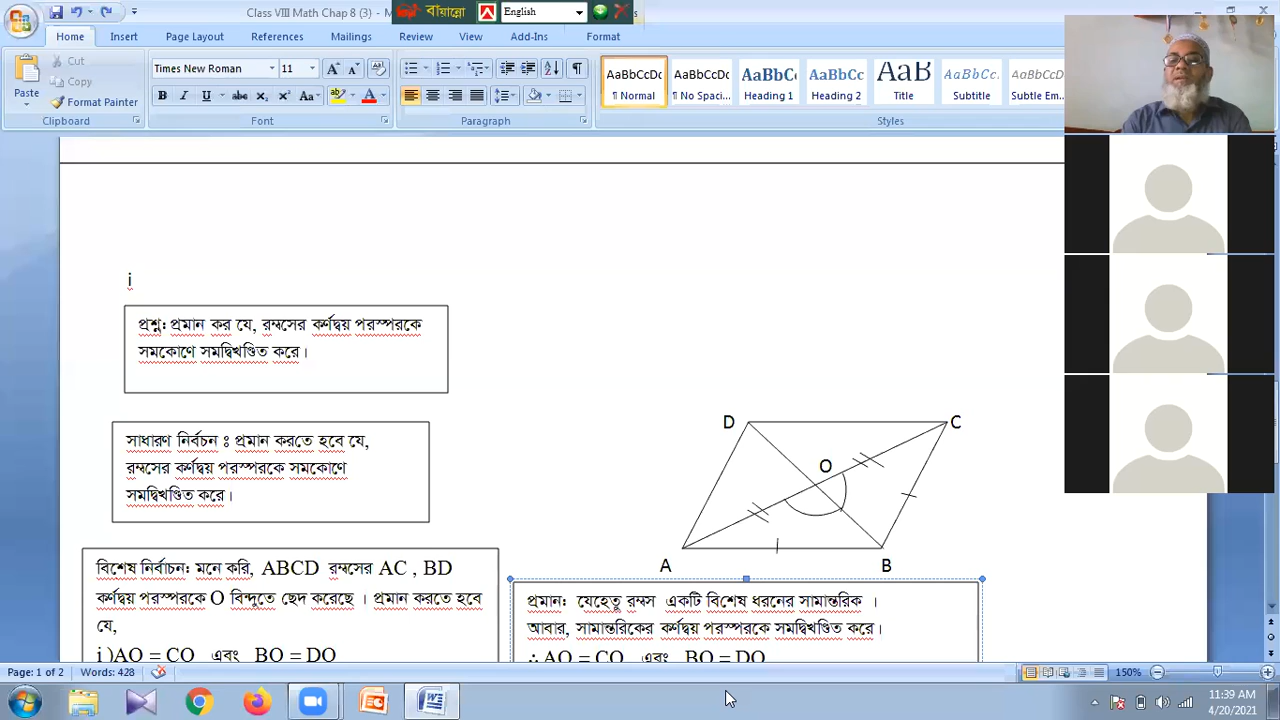 Class VIII Math Chap 8 (3) - M
বায়ান্নো
English
Home
Insert
Page Layout
References
Mailings
Review
View
Add-Ins
Format
Paste
Cut
Copy
Format Painter
Clipboard
Times New Roman
11
Font
Paragraph
AaBbCcDc
¶ Normal
AaBbCcDc
¶ No Spaci...
AaBbC
Heading 1
AaBbCc
Heading 2
AaB
Title
AaBbCc
Subtitle
AaBbCcDc
Subtle Em...
Styles
i
প্রশ্ন: প্রমান কর যে, রম্বসের কর্ণদ্বয় পরস্পরকে
সমকোণে সমদ্বিখণ্ডিত করে।
সাধারণ নির্বচন ঃ প্রমান করতে হবে যে,
রম্বসের কর্ণদ্বয় পরস্পরকে সমকোণে
সমদ্বিখণ্ডিত করে।
D
C
O
A
B
বিশেষ নির্বাচন: মনে করি, ABCD রম্বসের AC , BD
কর্ণদ্বয় পরস্পরকে O বিন্দুতে ছেদ করেছে । প্রমান করতে হবে
যে,
i )AO = CO এবং BO = DO
প্রমান: যেহেতু রম্বস একটি বিশেষ ধরনের সামান্তরিক ।
আবার, সামান্তরিকের কর্ণদ্বয় পরস্পরকে সমদ্বিখণ্ডিত করে।
∴ AO = CO এবং BO = DO
Page: 1 of 2
Words: 428
150%
11:39 AM
4/20/2021